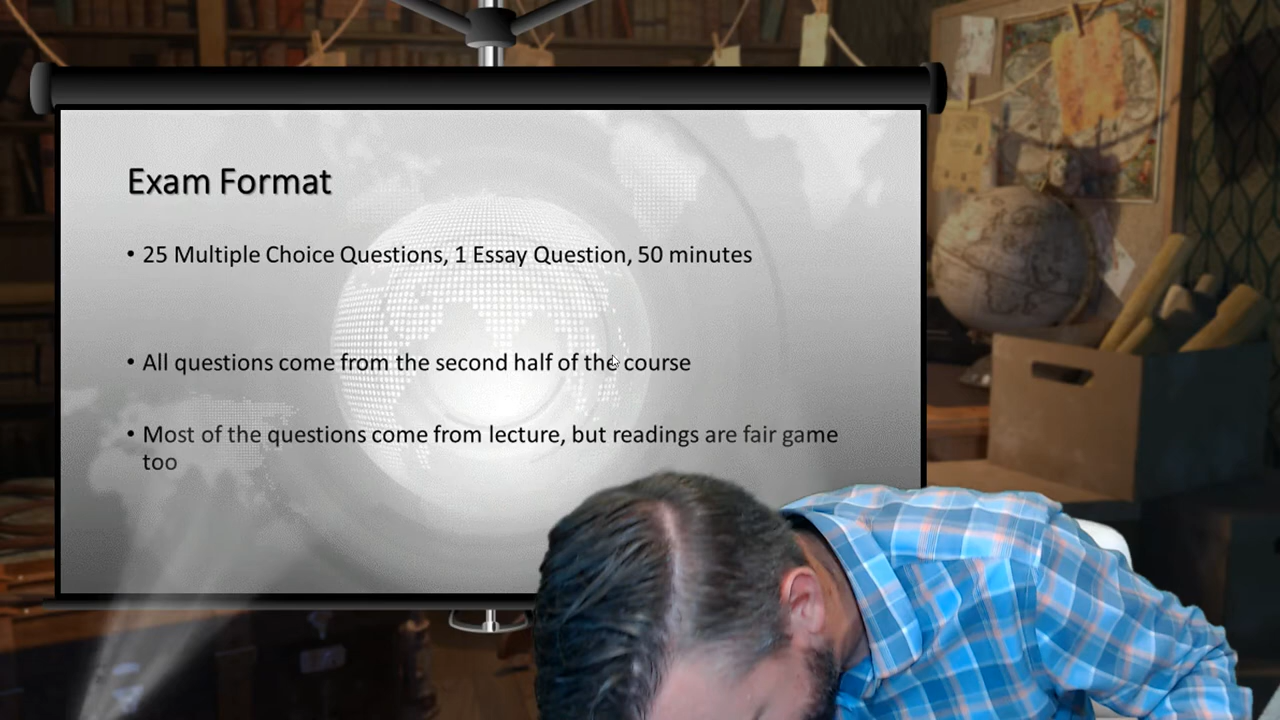 Exam Format
• 25 Multiple Choice Questions, 1 Essay Question, 50 minutes
• All questions come from the second half of the course
• Most of the questions come from lecture, but readings are fair game
too